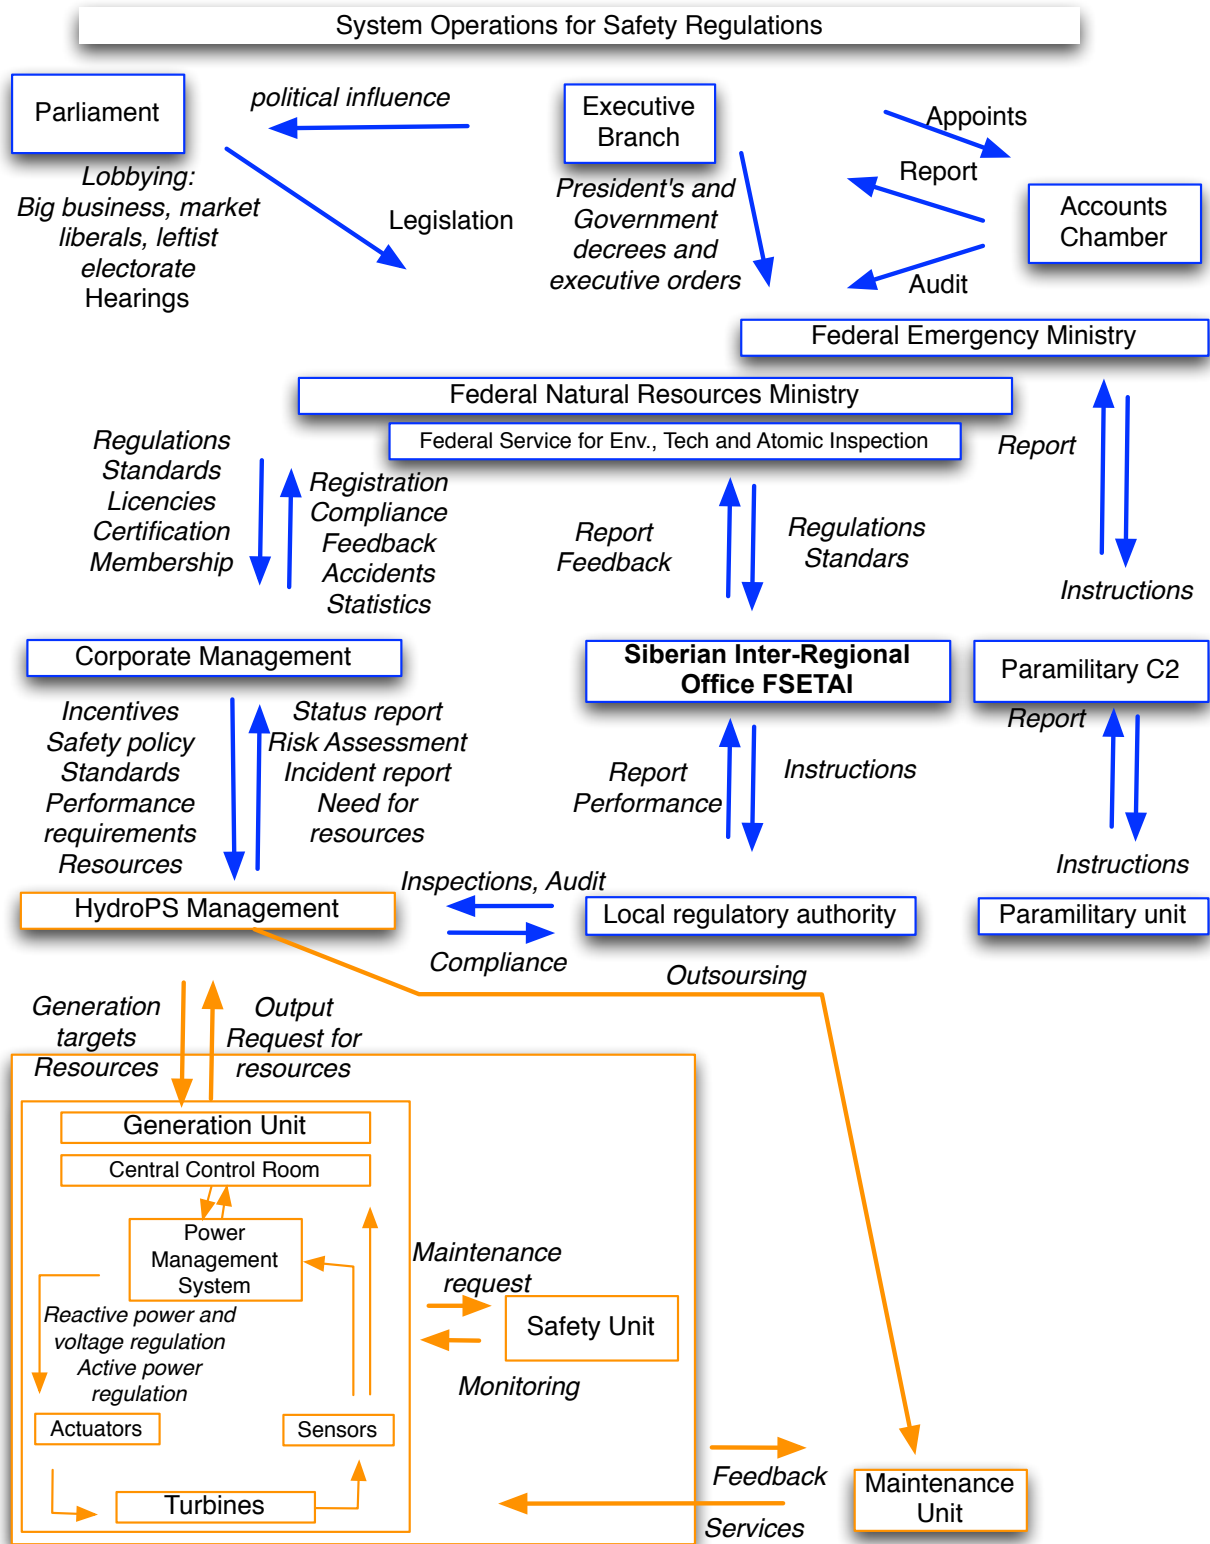 System Operations for Safety Regulations
Parliament
political influence
Executive
Branch
Appoints
Report
Accounts
Chamber
Audit
Lobbying:
Big business, market
liberals, leftist
electorate
Hearings
Legislation
President's and
Government
decrees and
executive orders
Federal Emergency Ministry
Federal Natural Resources Ministry
Federal Service for Env., Tech and Atomic Inspection
Regulations
Standards
Licencies
Certification
Membership
Registration
Compliance
Feedback
Accidents
Statistics
Report
Feedback
Regulations
Standars
Report
Instructions
Corporate Management
Siberian Inter-Regional
Office FSETAI
Paramilitary C2
Incentives
Safety policy
Standards
Performance
requirements
Resources
Status report
Risk Assessment
Incident report
Need for
resources
Report
Performance
Instructions
Report
Instructions
HydroPS Management
Inspections, Audit
Compliance
Local regulatory authority
Paramilitary unit
Outsoursing
Generation
targets
Resources
Output
Request for
resources
Generation Unit
Central Control Room
Power
Management
System
Reactive power and
voltage regulation
Active power
regulation
Actuators
Sensors
Turbines
Maintenance
request
Safety Unit
Monitoring
Feedback
Services
Maintenance
Unit